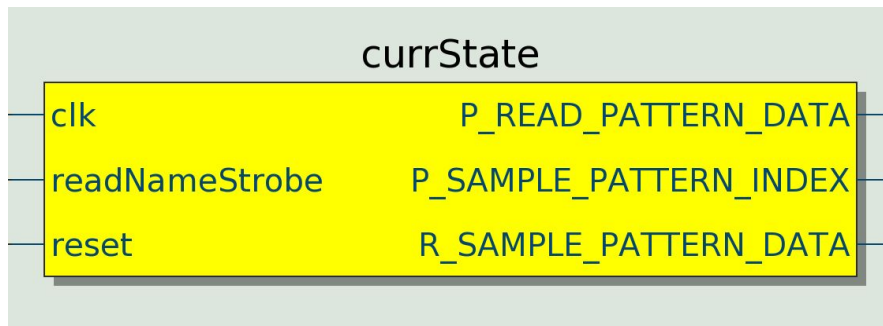 currState
clk P_READ_PATTERN_DATA
readNameStrobe P_SAMPLE_PATTERN_INDEX
reset R_SAMPLE_PATTERN_DATA